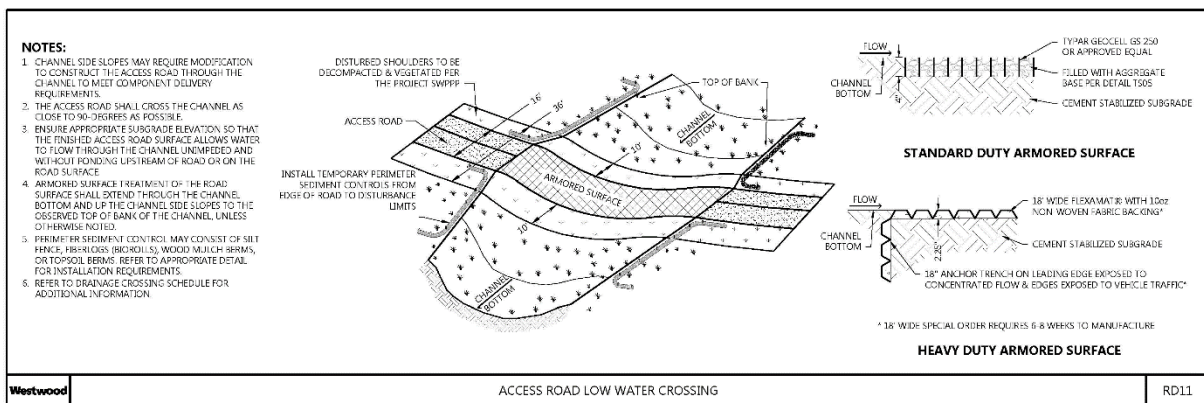 NOTES:
1. CHANNEL SIDE SLOPES MAY REQUIRE MODIFICATION
TO CONSTRUCT THE ACCESS ROAD THROUGH THE
CHANNEL TO MEET COMPONENT DELIVERY
REQUIREMENTS.
2. THE ACCESS ROAD SHALL CROSS THE CHANNEL AS
CLOSE TO 90-DEGREES AS POSSIBLE.
3. ENSURE APPROPRIATE SUBGRADE ELEVATION SO THAT
THE FINISHED ACCESS ROAD SURFACE ALLOWS WATER
TO FLOW THROUGH THE CHANNEL UNIMPEDED AND
WITHOUT PONDING UPSTREAM OF ROAD OR ON THE
ROAD SURFACE.
4. ARMORED SURFACE TREATMENT OF THE ROAD
SURFACE SHALL EXTEND THROUGH THE CHANNEL
BOTTOM AND UP THE CHANNEL SIDE SLOPES TO THE
OBSERVED TOP OF BANK OF THE CHANNEL, UNLESS
OTHERWISE NOTED.
5. PERIMETER SEDIMENT CONTROL MAY CONSIST OF SILT
FENCE, FIBERLOGS (BIOROLLS), WOOD MULCH BERMS,
OR TOPSOIL BERMS. REFER TO APPROPRIATE DETAIL
FOR INSTALLATION REQUIREMENTS.
6. REFER TO DRAINAGE CROSSING SCHEDULE FOR
ADDITIONAL INFORMATION.
DISTURBED SHOULDERS TO BE
DECOMPACTED & VEGETATED PER
THE PROJECT SWPPP
ACCESS ROAD
INSTALL TEMPORARY PERIMETER
SEDIMENT CONTROLS FROM
EDGE OF ROAD TO DISTURBANCE
LIMITS
16'
36'
TOP OF BANK
CHANNEL
BOTTOM
10'
ARMORED SURFACE
10'
CHANNEL
BOTTOM
FLOW
CHANNEL
BOTTOM
TYPAR GEOCELL GS 250
OR APPROVED EQUAL
FILLED WITH AGGREGATE
BASE PER DETAIL TS05
CEMENT STABILIZED SUBGRADE
STANDARD DUTY ARMORED SURFACE
FLOW
CHANNEL
BOTTOM
2.25"
18' WIDE FLEXAMAT® WITH 10oz
NON WOVEN FABRIC BACKING*
CEMENT STABILIZED SUBGRADE
18" ANCHOR TRENCH ON LEADING EDGE EXPOSED TO
CONCENTRATED FLOW & EDGES EXPOSED TO VEHICLE TRAFFIC*
* 18' WIDE SPECIAL ORDER REQUIRES 6-8 WEEKS TO MANUFACTURE
HEAVY DUTY ARMORED SURFACE
Westwood
ACCESS ROAD LOW WATER CROSSING
RD11